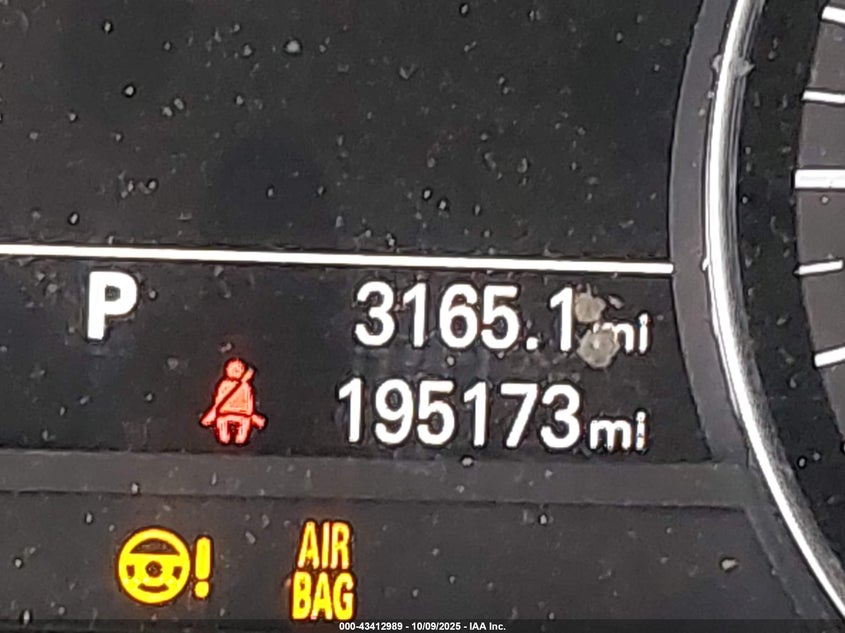 P 3165.1 mi
195173 mi
AIR
BAG
000-43412989 - 10/09/2025 - IAA Inc.